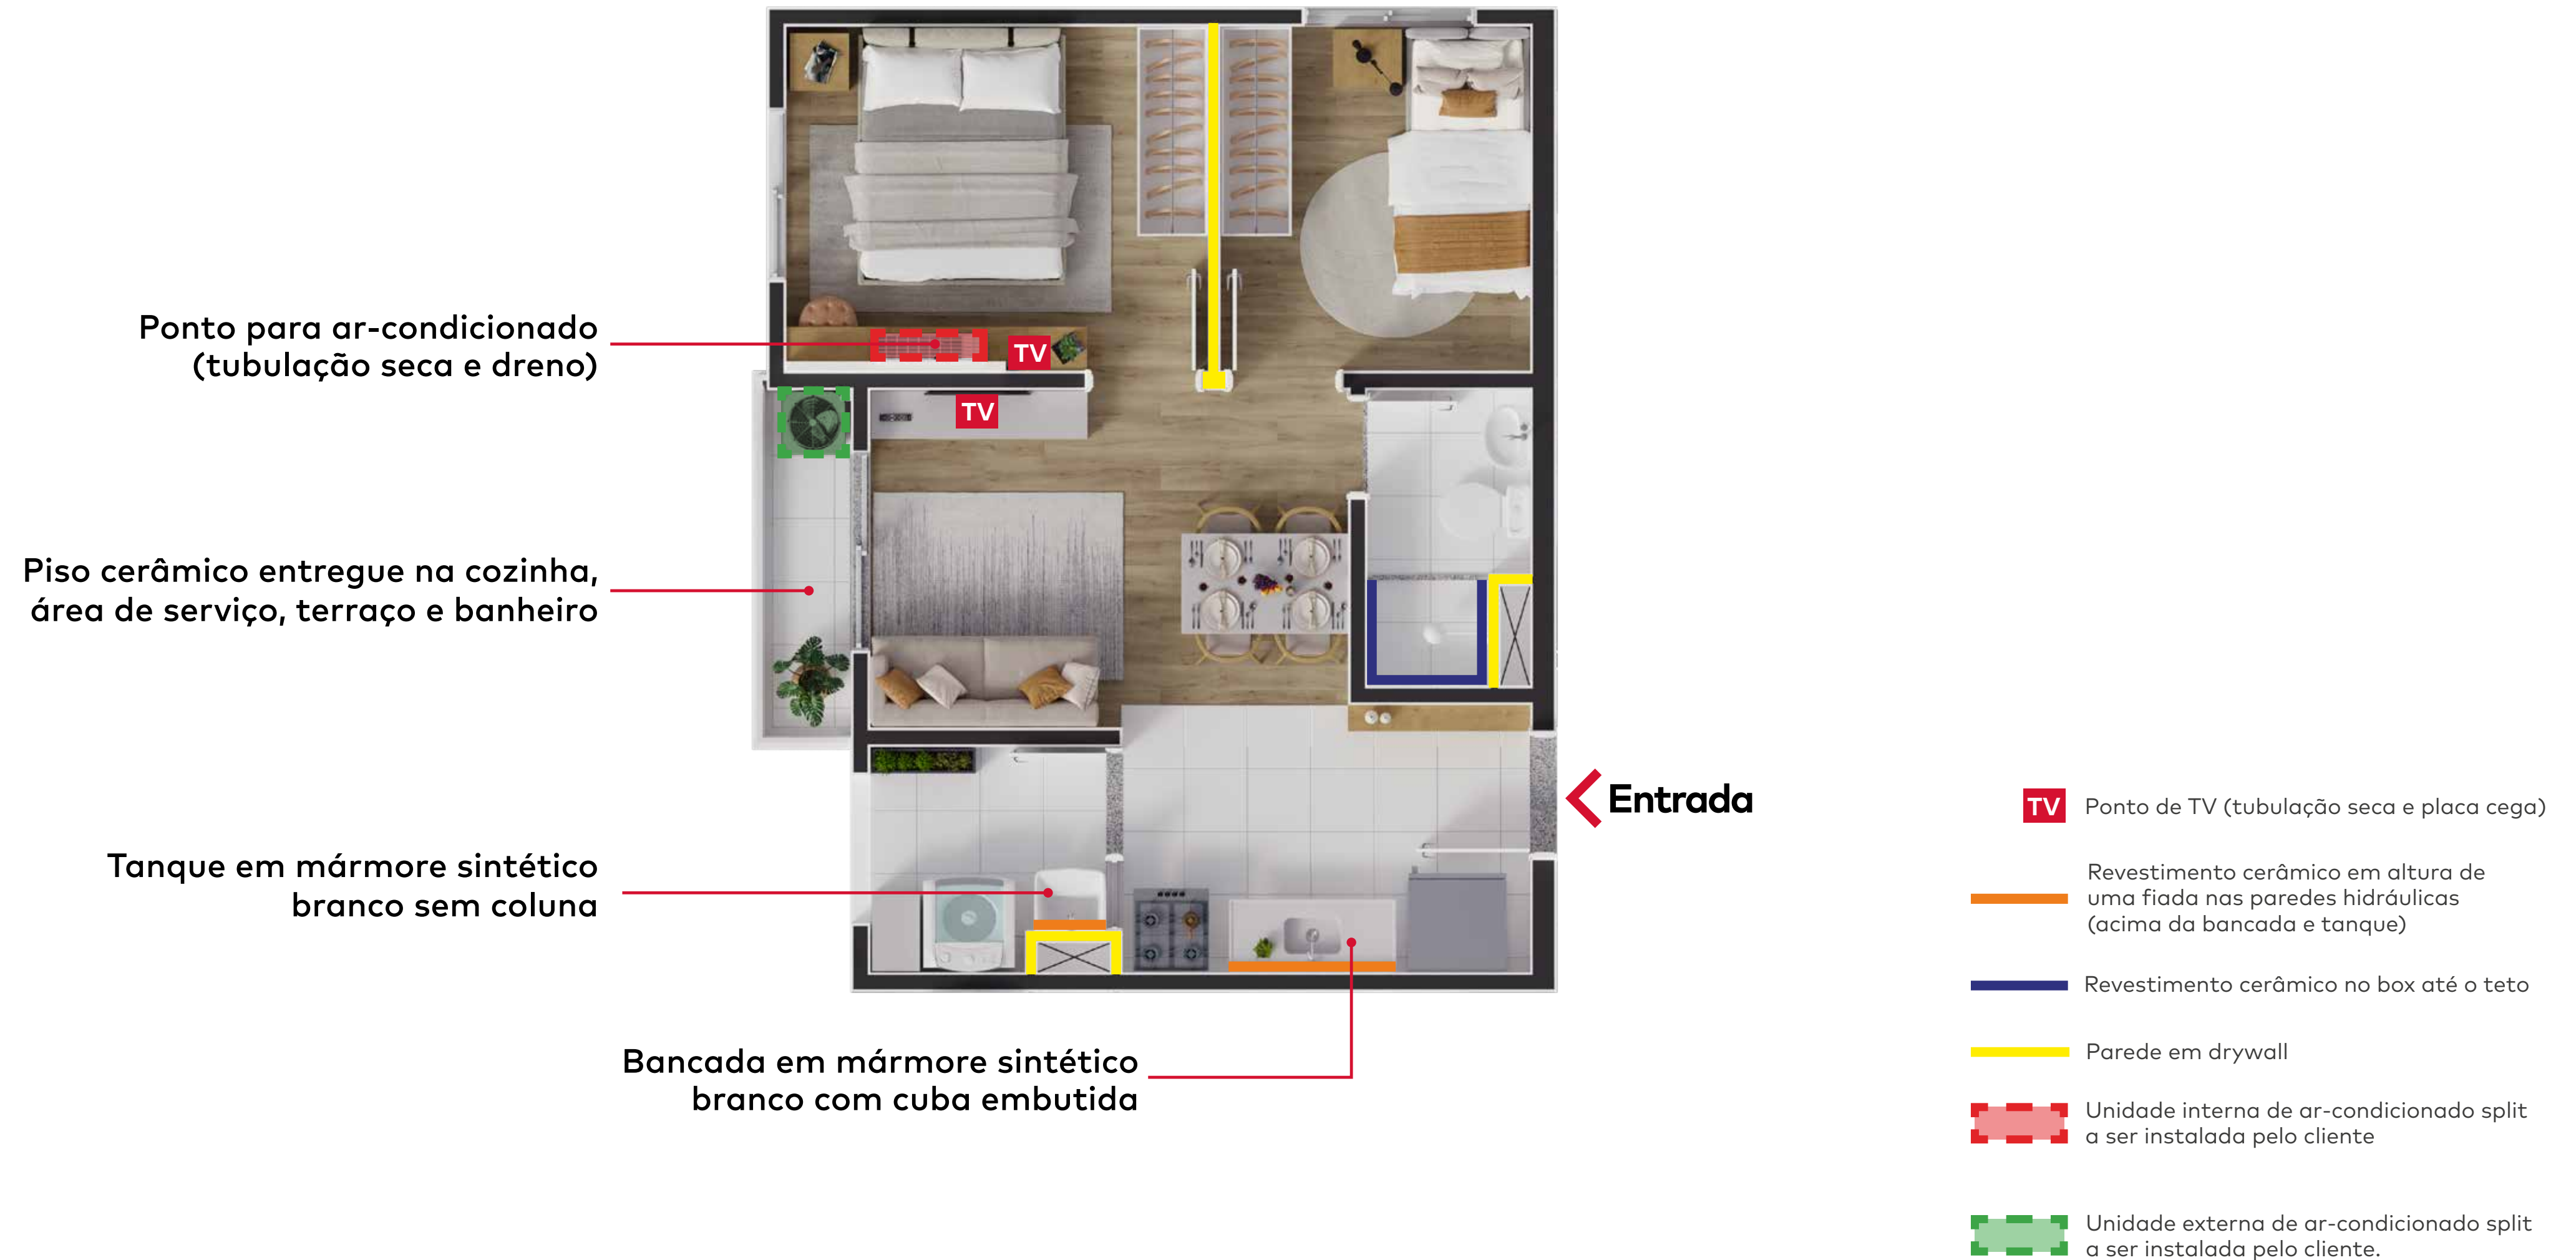 Ponto para ar-condicionado
(tubulação seca e dreno)
TV
TV
Piso cerâmico entregue na cozinha,
área de serviço, terraço e banheiro
Entrada
Tanque em mármore sintético
branco sem coluna
Bancada em mármore sintético
branco com cuba embutida
TV Ponto de TV (tubulação seca e placa cega)
Revestimento cerâmico em altura de
uma fiada nas paredes hidráulicas
(acima da bancada e tanque)
Revestimento cerâmico no box até o teto
Parede em drywall
Unidade interna de ar-condicionado split
a ser instalada pelo cliente
Unidade externa de ar-condicionado split
a ser instalada pelo cliente.